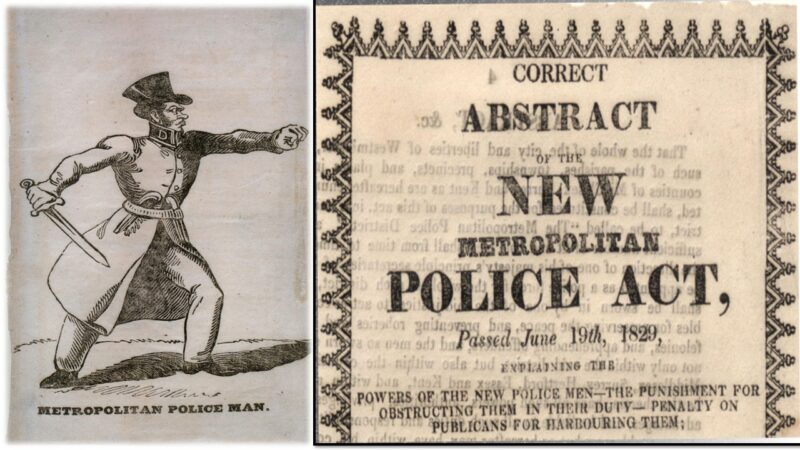 METROPOLITAN POLICE MAN.
CORRECT
ABSTRACT
OF THE
NEW
METROPOLITAN
POLICE ACT,
Passed June 19th, 1829,
EXPLAINING THE
POWERS OF THE NEW POLICE MEN—THE PUNISHMENT FOR
OBSTRUCTING THEM IN THEIR DUTY—PENALTY ON
PUBLICANS FOR HARBOURING THEM;